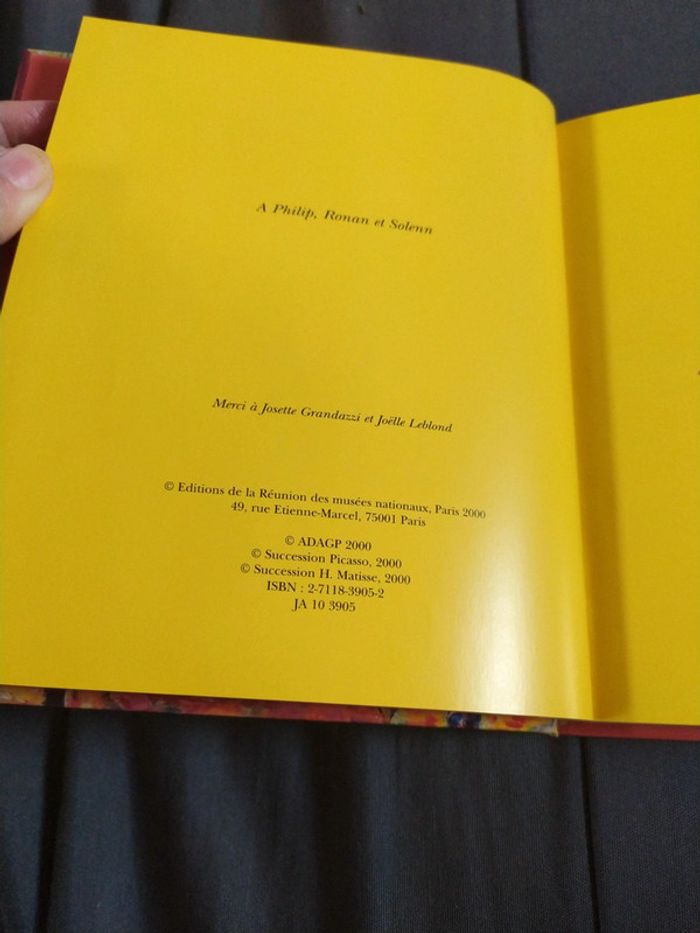 A Philip, Ronan et Solenn
Merci à Josette Grandazzi et Joëlle Leblond
© Editions de la Réunion des musées nationaux, Paris 2000
49, rue Etienne-Marcel, 75001 Paris
© ADAGP 2000
© Succession Picasso, 2000
© Succession H. Matisse, 2000
ISBN : 2-7118-3905-2
JA 10 3905